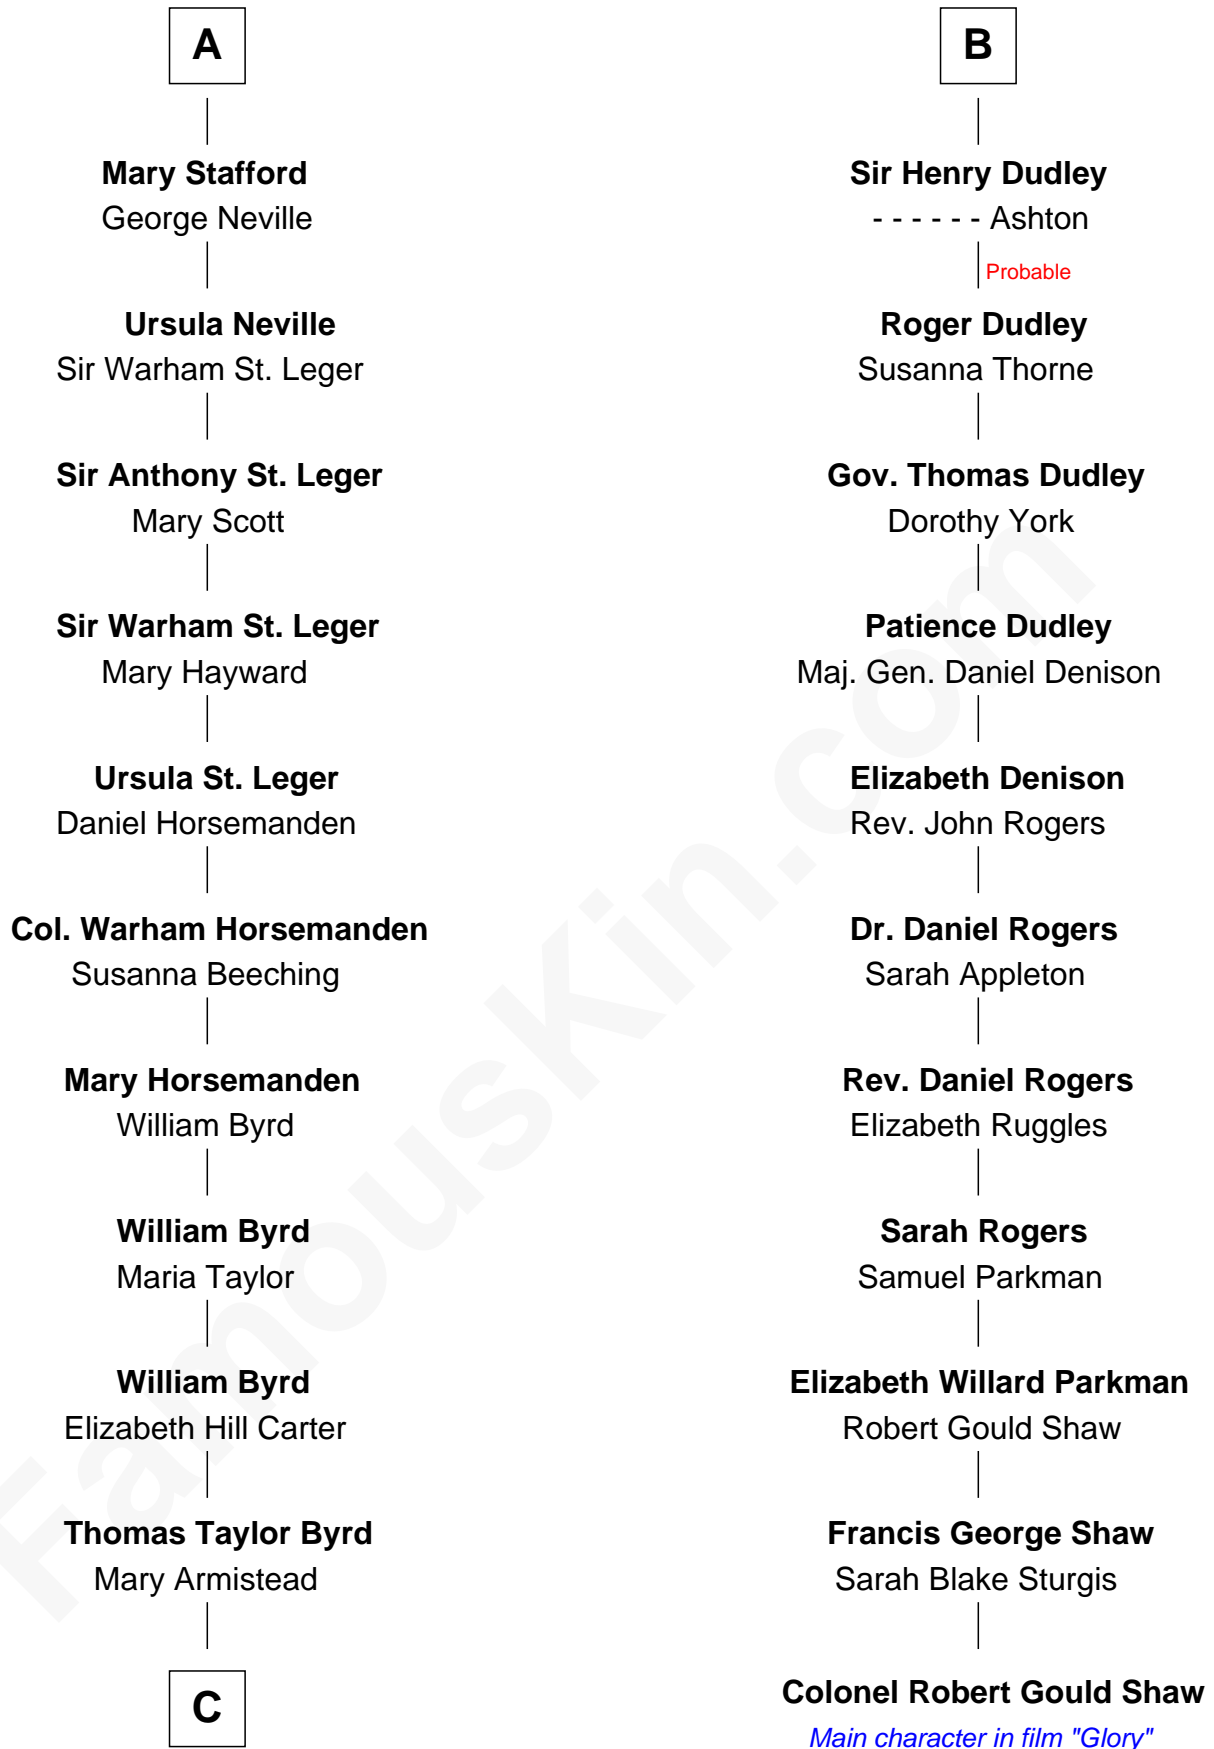 A
Mary Stafford
George Neville
Ursula Neville
Sir Warham St. Leger
Sir Anthony St. Leger
Mary Scott
Sir Warham St. Leger
Mary Hayward
Ursula St. Leger
Daniel Horsemanden
Col. Warham Horsemanden
Susanna Beeching
Mary Horsemanden
William Byrd
William Byrd
Maria Taylor
William Byrd
Elizabeth Hill Carter
Thomas Taylor Byrd
Mary Armistead
C
B
Sir Henry Dudley
- - - - - - Ashton
Probable
Roger Dudley
Susanna Thorne
Gov. Thomas Dudley
Dorothy York
Patience Dudley
Maj. Gen. Daniel Denison
Elizabeth Denison
Rev. John Rogers
Dr. Daniel Rogers
Sarah Appleton
Rev. Daniel Rogers
Elizabeth Ruggles
Sarah Rogers
Samuel Parkman
Elizabeth Willard Parkman
Robert Gould Shaw
Francis George Shaw
Sarah Blake Sturgis
Colonel Robert Gould Shaw
Main character in film "Glory"
FamousKin.com